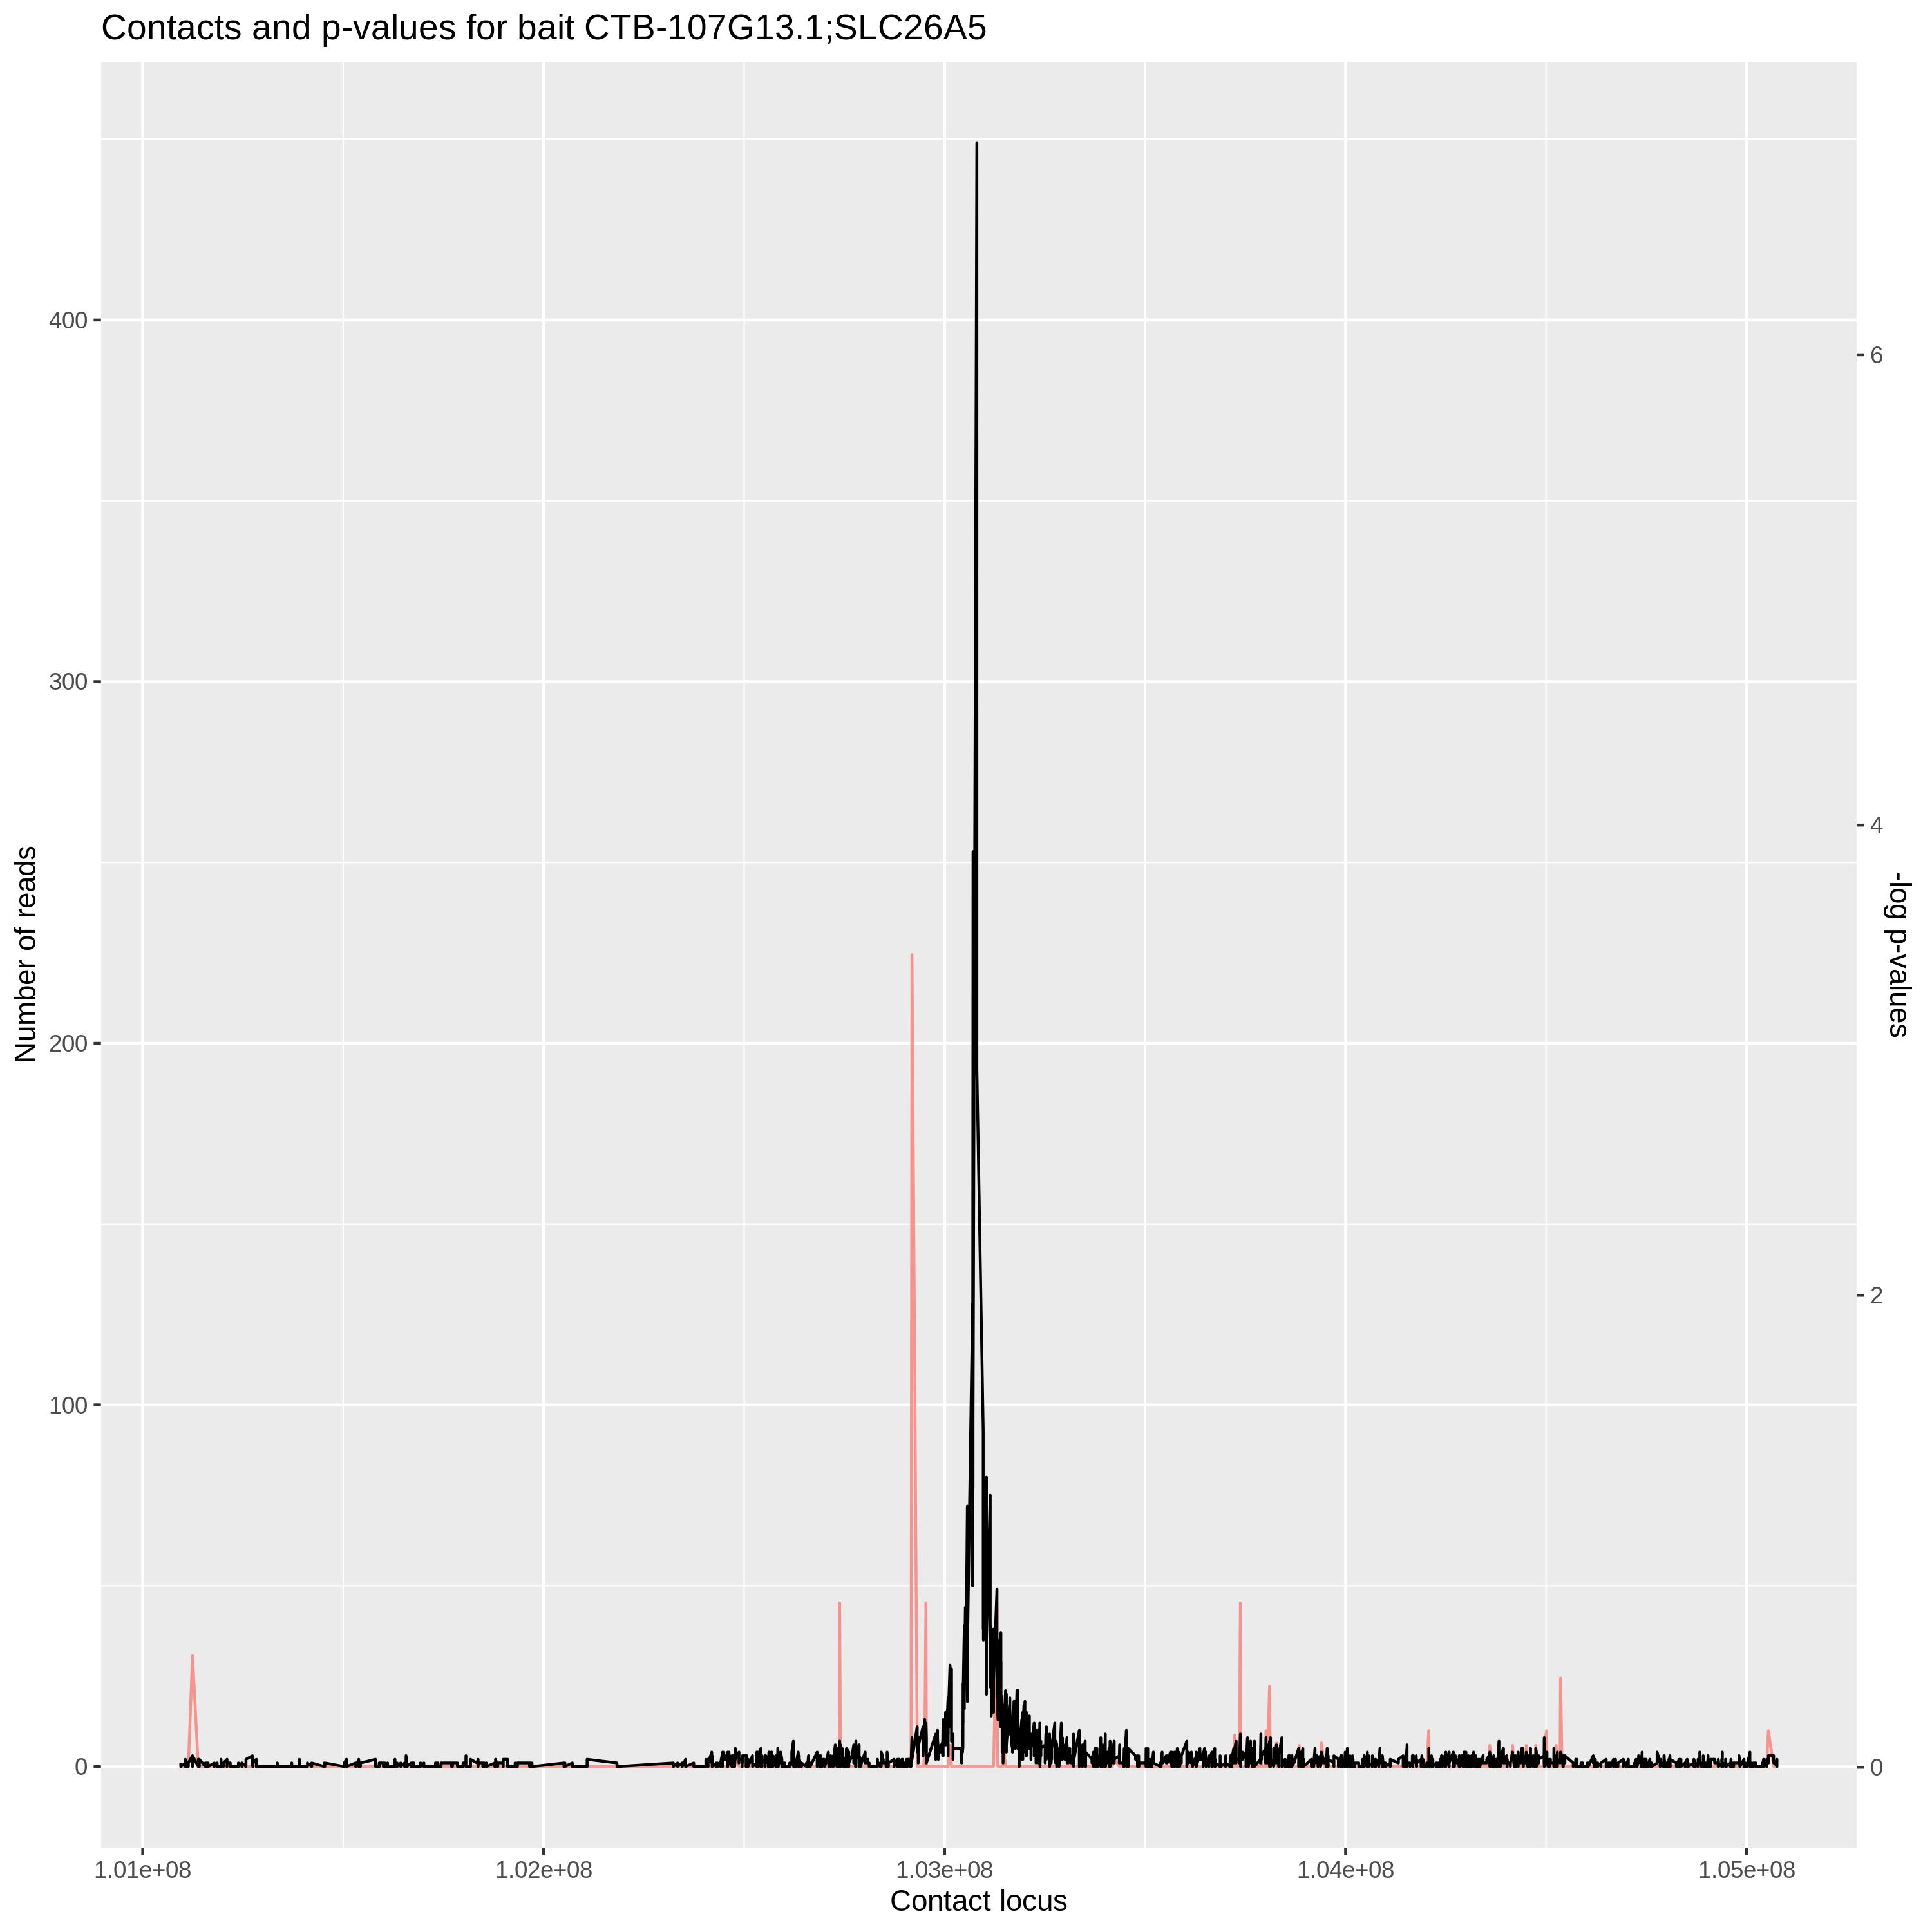 Contacts and p-values for bait CTB-107G13.1;SLC26A5
Number of reads
400
300
200
100
0
6
4
2
0
-log p-values
1.01e+08
1.02e+08
1.03e+08
1.04e+08
1.05e+08
Contact locus